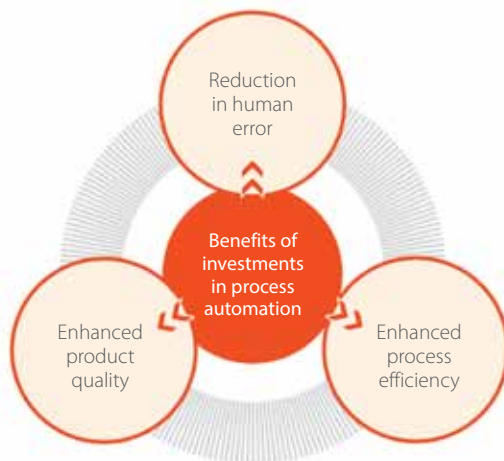 Reduction
in human
error
Benefits of
investments
in process
automation
Enhanced
product
quality
Enhanced
process
efficiency